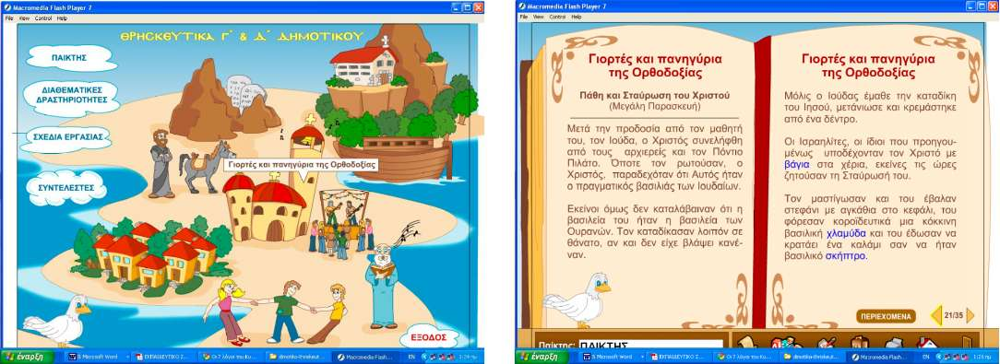 Macromedia Flash Player 7
File View Control Help
ΘΡΗΣΚΕΥΤΙΚΑ Γ΄ & Δ΄ ΔΗΜΟΤΙΚΟΥ
ΠΑΙΚΤΗΣ
ΔΙΑΘΕΜΑΤΙΚΕΣ
ΔΡΑΣΤΗΡΙΟΤΗΤΕΣ
ΣΧΕΔΙΑ ΕΡΓΑΣΙΑΣ
ΣΥΝΤΕΛΕΣΤΕΣ
Γιορτές και πανηγύρια της Ορθοδοξίας
ΕΞΟΔΟΣ
έναρξη
5 Microsoft Word
ΕΚΠΑΙΔΕΥΤΙΚΟ Σ...
Οι 7 λόγοι του Κυ...
dimotika-thriskeut...
Macromedia Flash...
EN
Macromedia Flash Player 7
File View Control Help
Γιορτές και πανηγύρια
της Ορθοδοξίας
Πάθη και Σταύρωση του Χριστού
(Μεγάλη Παρασκευή)
Μετά την προδοσία από τον μαθητή
του, τον Ιούδα, ο Χριστός συνελήφθη
από τους αρχιερείς και τον Πόντιο
Πιλάτο. Όποτε τον ρωτούσαν, ο
Χριστός, παραδεχόταν ότι Αυτός ήταν
ο πραγματικός βασιλιάς των Ιουδαίων.
Εκείνοι όμως δεν καταλάβαιναν ότι η
βασιλεία του ήταν η βασιλεία των
Ουρανών. Τον καταδίκασαν λοιπόν σε
θάνατο, αν και δεν είχε βλάψει κανέ-
ναν.
Γιορτές και πανηγύρια
της Ορθοδοξίας
Μόλις ο Ιούδας έμαθε την καταδίκη
του Ιησού, μετάνιωσε και κρεμάστηκε
από ένα δέντρο.
Οι Ισραηλίτες, οι ίδιοι που προηγου-
μένως υποδέχονταν τον Χριστό με
βάγια στα χέρια, εκείνες τις ώρες
ζητούσαν τη Σταύρωσή του.
Τον μαστίγωσαν και του έβαλαν
στεφάνι με αγκάθια στο κεφάλι, του
φόρεσαν κοροϊδευτικά μια κόκκινη
βασιλική χλαμύδα και του έδωσαν να
κρατάει ένα καλάμι σαν να ήταν
βασιλικό σκήπτρο.
ΠΕΡΙΕΧΟΜΕΝΑ
21/35
Παίκτης: ΠΑΙΚΤΗΣ
έναρξη
5 Microsoft Word
ΕΚΠΑΙΔΕΥΤΙΚΟ Σ...
Οι 7 λόγοι του Κυ...
dimotika-thriskeut...
Macromedia Flash...
EN